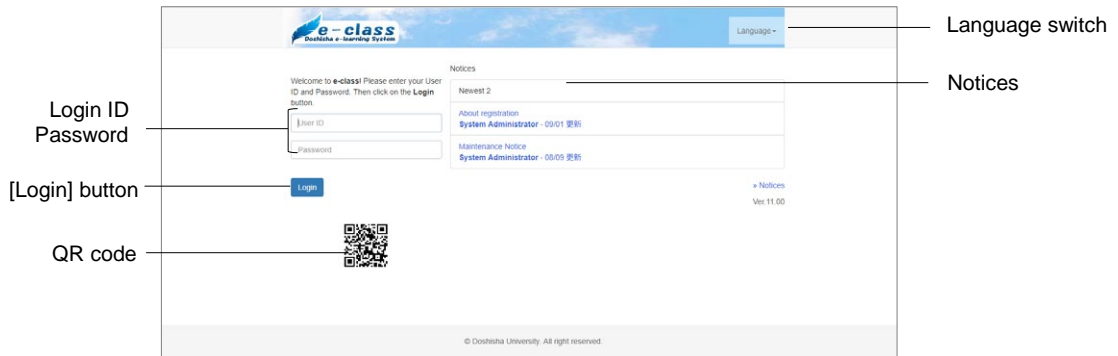 e-class
Doshisha e-learning System
Language
Language switch
Notices
Welcome to e-class! Please enter your User
ID and Password. Then click on the Login
button.
Newest 2
Notices
Login ID
Password
User ID
Password
About registration
System Administrator - 09/01 更新
Maintenance Notice
System Administrator - 08/09 更新
[Login] button
Login
» Notices
Ver.11.00
QR code
© Doshisha University. All right reserved.